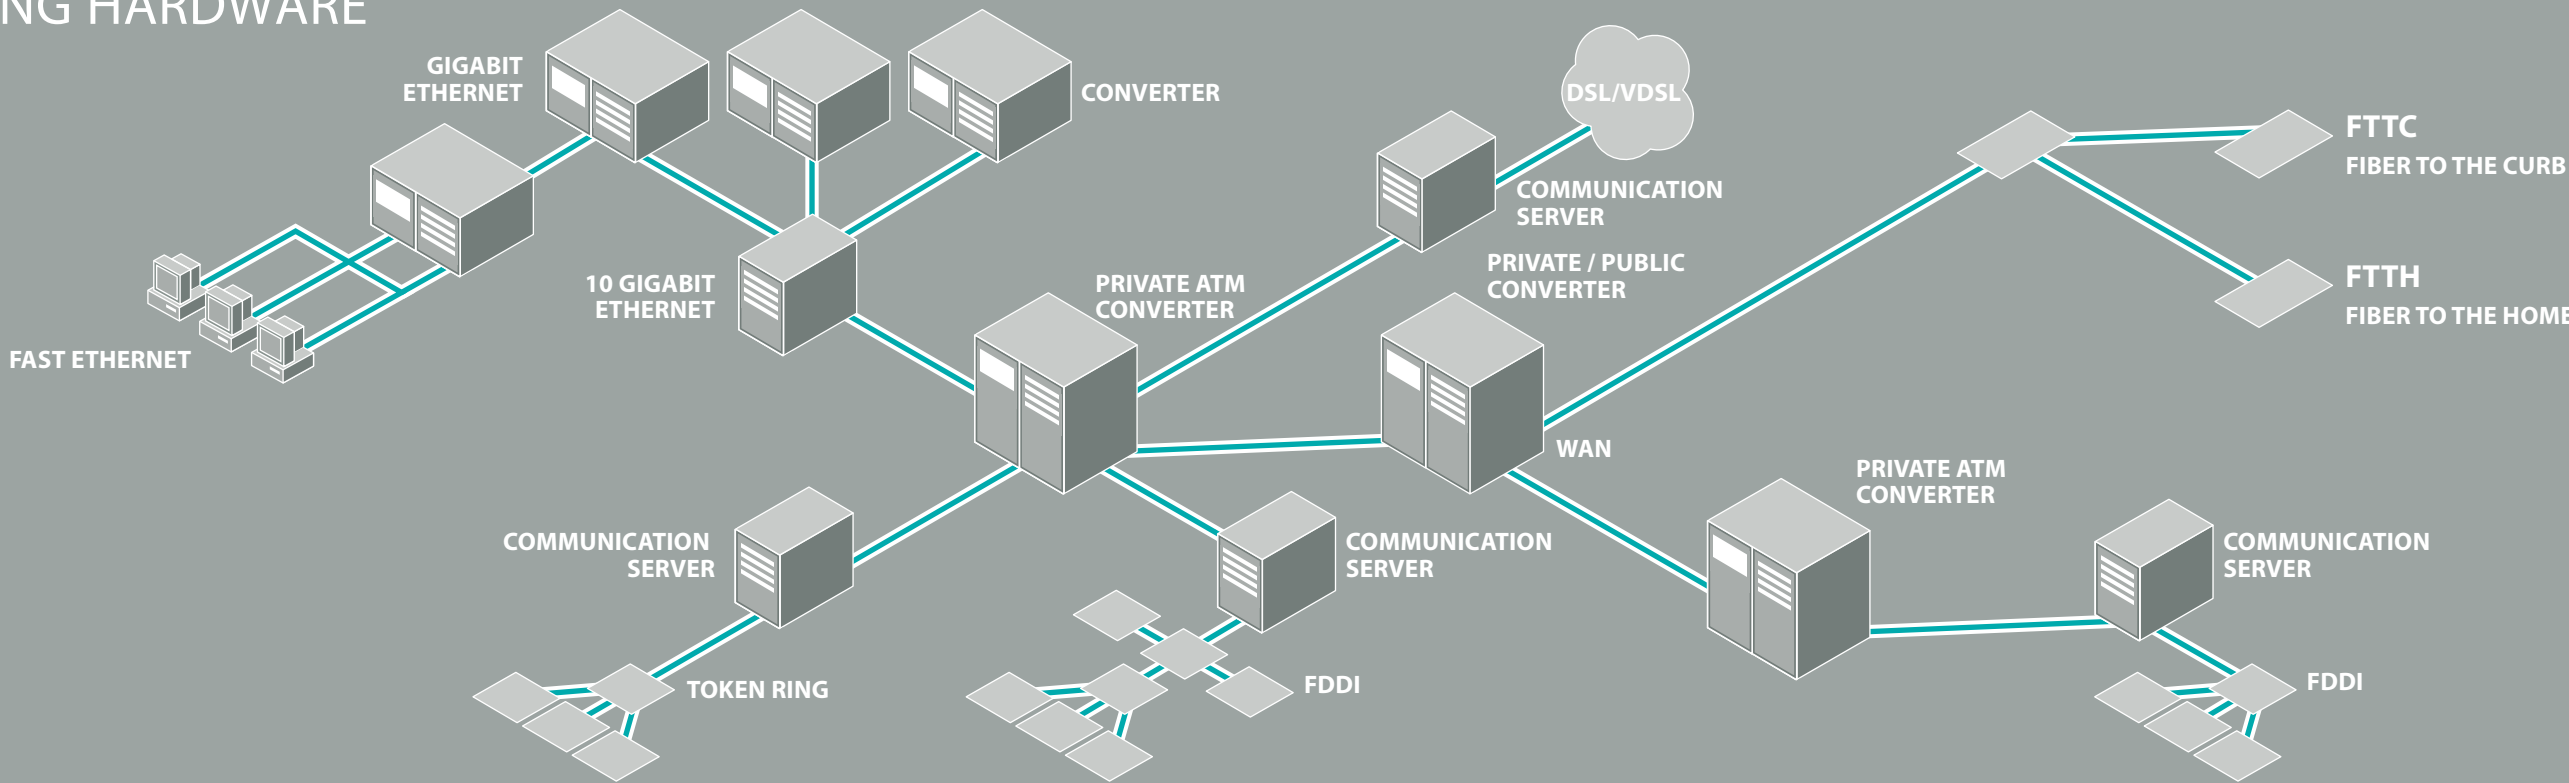 NG HARDWARE
GIGABIT
ETHERNET
CONVERTER
DSL/VDSL
FTTC
FIBER TO THE CURB
COMMUNICATION
SERVER
PRIVATE / PUBLIC
CONVERTER
10 GIGABIT
ETHERNET
PRIVATE ATM
CONVERTER
FTTH
FIBER TO THE HOME
FAST ETHERNET
WAN
PRIVATE ATM
CONVERTER
COMMUNICATION
SERVER
COMMUNICATION
SERVER
COMMUNICATION
SERVER
TOKEN RING
FDDI
FDDI